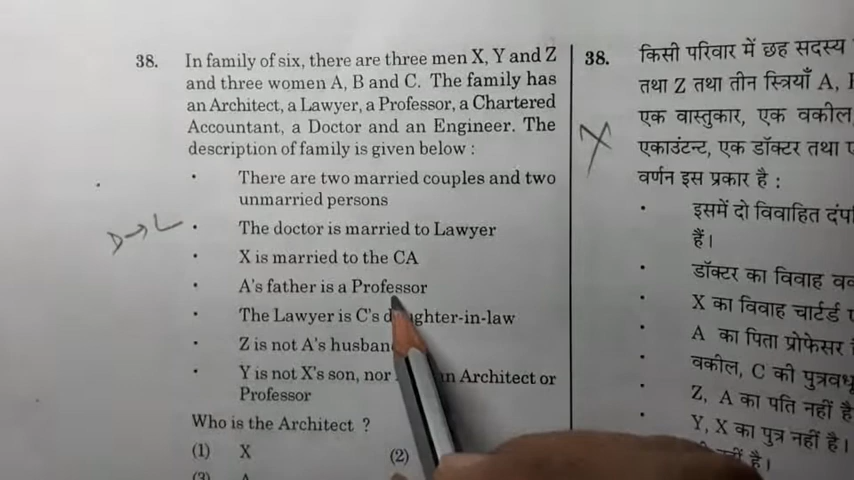 38. In family of six, there are three men X, Y and Z
and three women A, B and C. The family has
an Architect, a Lawyer, a Professor, a Chartered
Accountant, a Doctor and an Engineer. The
description of family is given below :
• There are two married couples and two
unmarried persons
D→L
• The doctor is married to Lawyer
• X is married to the CA
• A's father is a Professor
• The Lawyer is C's daughter-in-law
• Z is not A's
• Y is not X's son, nor an Architect or
Professor
Who is the Architect ?
(1) X (2)
38. किसी परिवार में छह सदस्य
तथा Z तथा तीन स्त्रियाँ A,
एक वास्तुकार, एक वकील,
एकाउंटेन्ट, एक डॉक्टर तथा
वर्णन इस प्रकार है :
• इसमें दो विवाहित
हैं।
• डॉक्टर का विवाह
• X का विवाह चार्टर्ड
• A का पिता प्रोफेसर
• वकील, C की पुत्रवधू
• Z, A का पति नहीं है
• Y, X का पुत्र नहीं है।